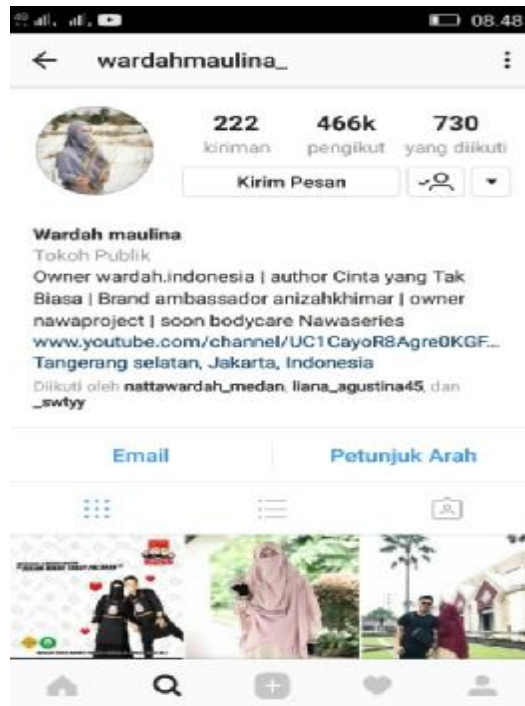 08.48
wardahmaulina_
222 466k 730
kiriman pengikut yang diikuti
Kirim Pesan
Wardah maulina
Tokoh Publik
Owner wardah.indonesia | author Cinta yang Tak
Biasa | Brand ambassador anizahkhimar | owner
nawaproject | soon bodycare Nawaseries
www.youtube.com/channel/UC1CayoR8Agre0KGF...
Tangerang selatan, Jakarta, Indonesia
Diikuti oleh nattawardah_medan, liana_agustina45, dan
_swtyy
Email Petunjuk Arah